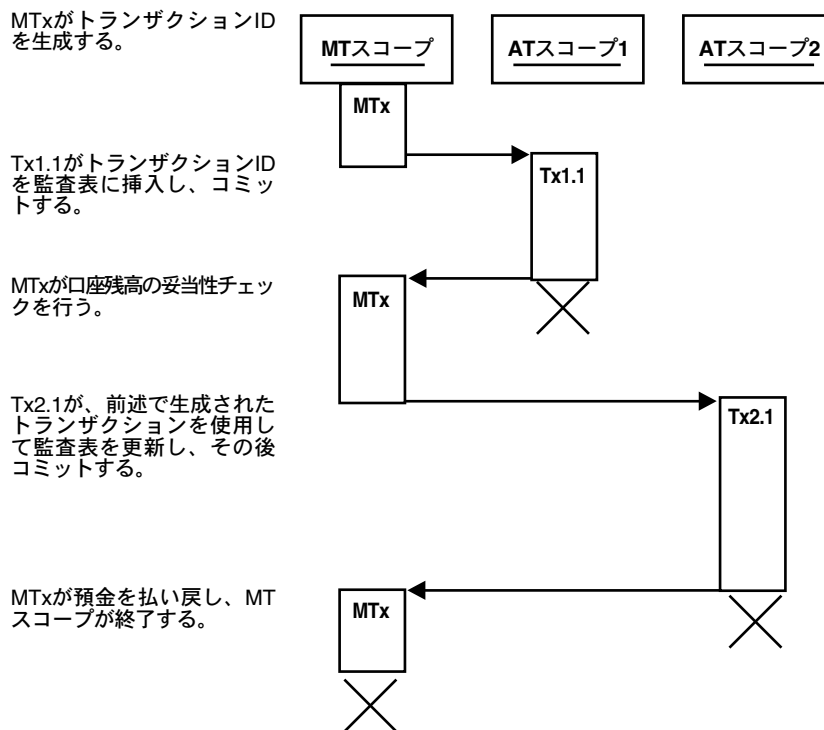 MTxがトランザクションID
を生成する。
MTスコープ
ATスコープ1
ATスコープ2
MTx
Tx1.1がトランザクションID
を監査表に挿入し、コミッ
トする。
Tx1.1
MTxが口座残高の妥当性チェッ
クを行う。
MTx
Tx2.1が、前述で生成された
トランザクションを使用し
て監査表を更新し、その後
コミットする。
Tx2.1
MTxが預金を払い戻し、MT
スコープが終了する。
MTx